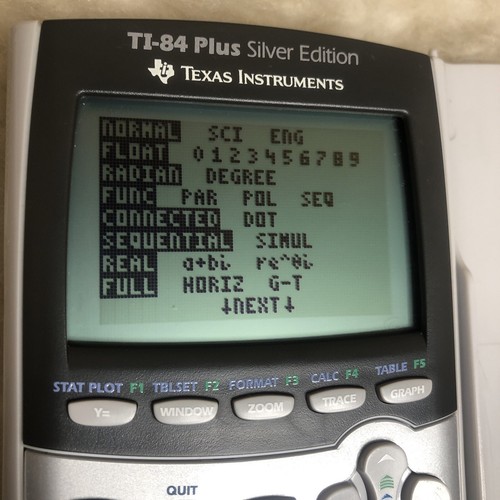 TI-84 Plus Silver Edition
TEXAS INSTRUMENTS
NORMAL SCI ENG
FLOAT 0123456789
RADIAN DEGREE
FUNC PAR POL SEQ
CONNECTED DOT
SEQUENTIAL SIMUL
REAL a+bi re^θi
FULL HORIZ G-T
↓NEXT↓
STAT PLOT F1 TBLSET F2 FORMAT F3 CALC F4 TABLE F5
Y= WINDOW ZOOM TRACE GRAPH
QUIT